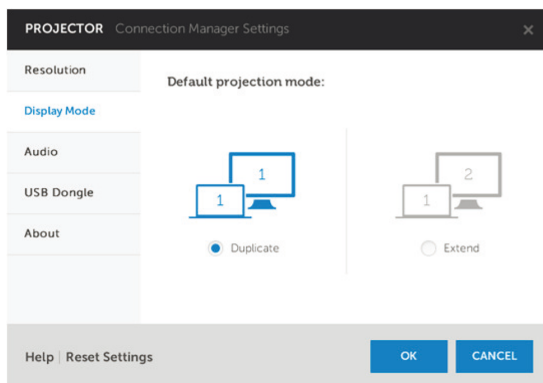 PROJECTOR Connection Manager Settings ×
Resolution
Default projection mode:
Display Mode
Audio
USB Dongle
About
1
1
2
1
Duplicate
Extend
Help | Reset Settings
OK
CANCEL